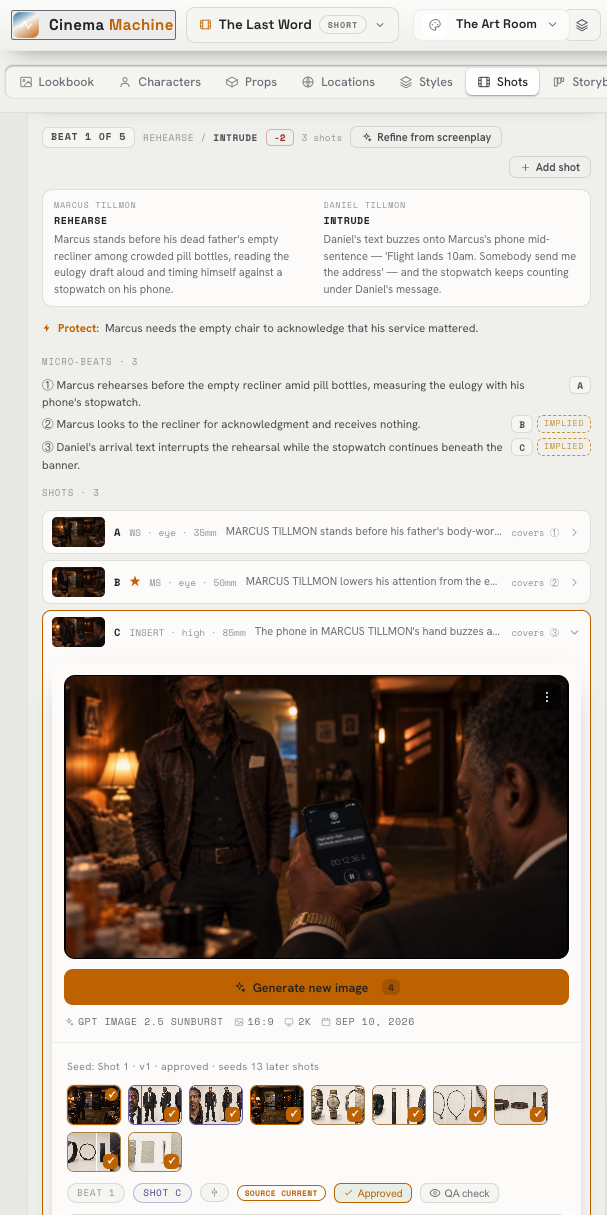 Cinema Machine
The Last Word SHORT
The Art Room
Lookbook Characters Props Locations Styles Shots Storyb
BEAT 1 OF 5 REHEARSE / INTRUDE -2 3 shots Refine from screenplay
+ Add shot
MARCUS TILLMON
REHEARSE
Marcus stands before his dead father's empty
recliner among crowded pill bottles, reading the
eulogy draft aloud and timing himself against a
stopwatch on his phone.
DANIEL TILLMON
INTRUDE
Daniel's text buzzes onto Marcus's phone mid-
sentence — 'Flight lands 10am. Somebody send me
the address' — and the stopwatch keeps counting
under Daniel's message.
Protect: Marcus needs the empty chair to acknowledge that his service mattered.
MICRO-BEATS · 3
① Marcus rehearses before the empty recliner amid pill bottles, measuring the eulogy with his A
phone's stopwatch.
② Marcus looks to the recliner for acknowledgment and receives nothing. B IMPLIED
③ Daniel's arrival text interrupts the rehearsal while the stopwatch continues beneath the C IMPLIED
banner.
SHOTS · 3
A WS · eye · 35mm MARCUS TILLMON stands before his father's body-wor... covers ①
B ★ MS · eye · 50mm MARCUS TILLMON lowers his attention from the e... covers ②
C INSERT · high · 85mm The phone in MARCUS TILLMON's hand buzzes a... covers ③
Generate new image 4
GPT IMAGE 2.5 SUNBURST 16:9 2K SEP 10, 2026
Seed: Shot 1 · v1 · approved · seeds 13 later shots
BEAT 1 SHOT C SOURCE CURRENT Approved QA check